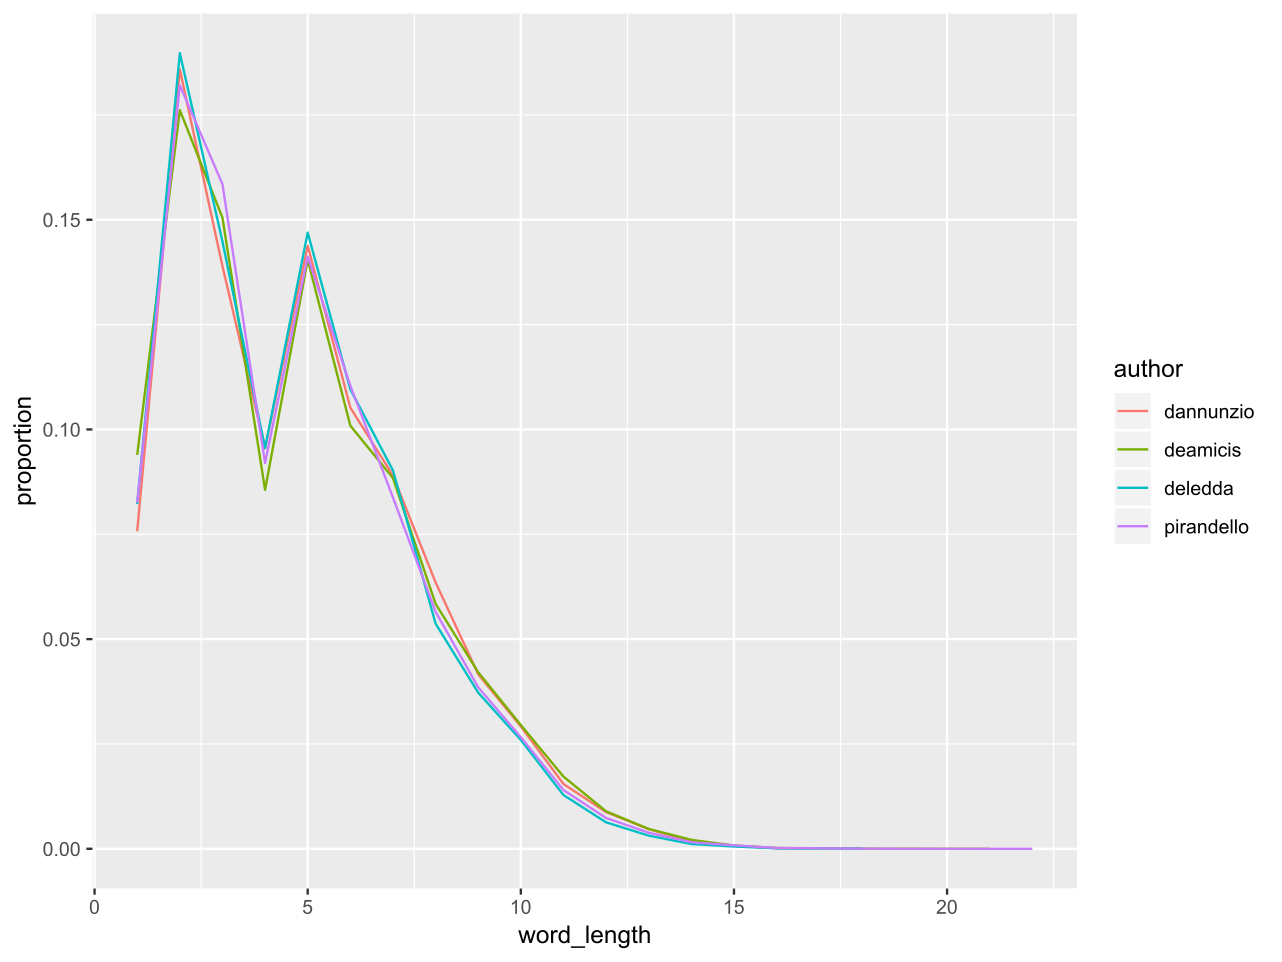 0.15
0.10
0.05
0.00
proportion
0
5
10
15
20
word_length
author
dannunzio
deamicis
deledda
pirandello